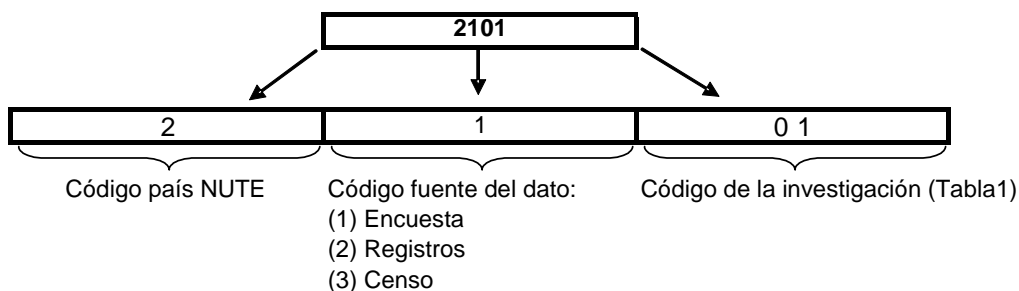 2101
2 1 0 1
Código país NUTE Código fuente del dato: Código de la investigación (Tabla1)
(1) Encuesta
(2) Registros
(3) Censo